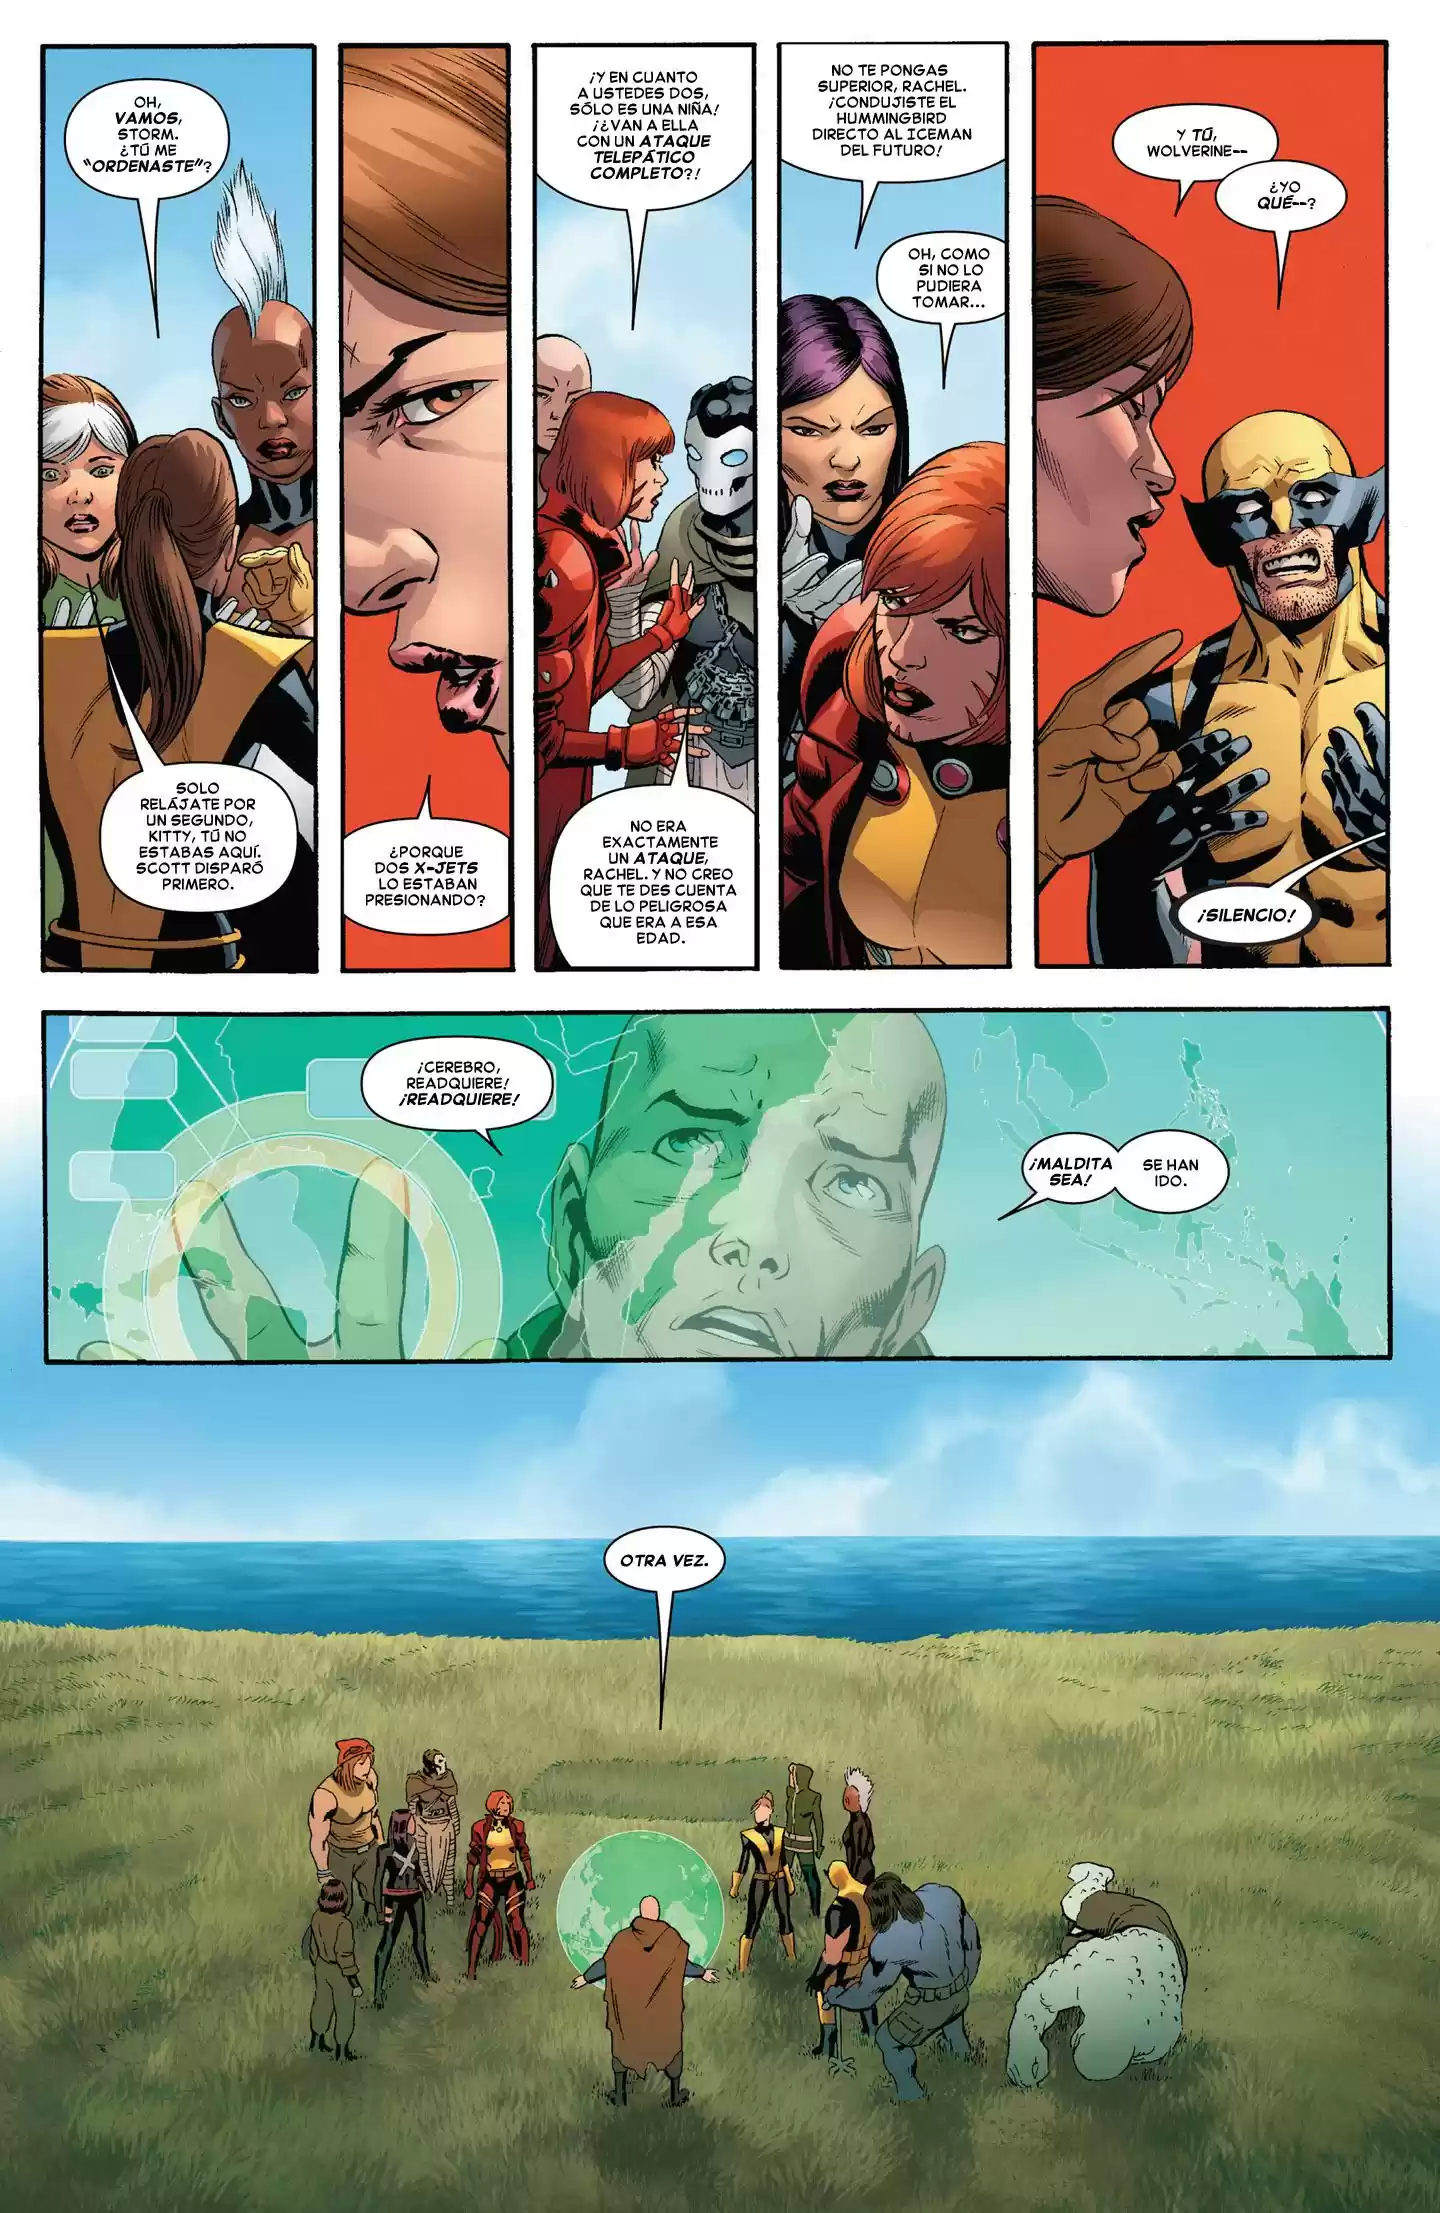 OH,
VAMOS,
STORM.
¿TÚ ME
"ORDENASTE"?
SOLO
RELÁJATE POR
UN SEGUNDO,
KITTY, TÚ NO
ESTABAS AQUÍ.
SCOTT DISPARÓ
PRIMERO.
¿PORQUE
DOS X-JETS
LO ESTABAN
PRESIONANDO?
¡Y EN CUANTO
A USTEDES DOS,
SÓLO ES UNA NIÑA!
¡¿VAN A ELLA
CON UN ATAQUE
TELEPÁTICO
COMPLETO?!
NO ERA
EXACTAMENTE
UN ATAQUE,
RACHEL. Y NO CREO
QUE TE DES CUENTA
DE LO PELIGROSA
QUE ERA A ESA
EDAD.
NO TE PONGAS
SUPERIOR, RACHEL.
¡CONDUJISTE EL
HUMMINGBIRD
DIRECTO AL ICEMAN
DEL FUTURO!
OH, COMO
SI NO LO
PUDIERA
TOMAR...
Y TÚ,
WOLVERINE--
¿YO
QUÉ--?
¡SILENCIO!
¡CEREBRO,
READQUIERE!
¡READQUIERE!
¡MALDITA
SEA!
SE HAN
IDO.
OTRA VEZ.